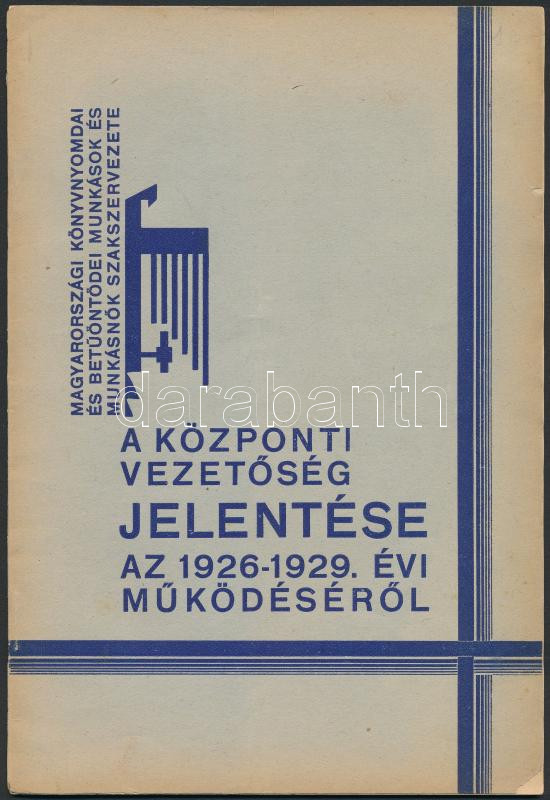 MAGYARORSZÁGI KÖNYVNYOMDAI
ÉS BETŰÖNTÖDEI MUNKÁSOK ÉS
MUNKÁSNŐK SZAKSZERVEZETE
darabanth
A KÖZPONTI
VEZETŐSÉG
JELENTÉSE
AZ 1926-1929. ÉVI
MŰKÖDÉSÉRŐL